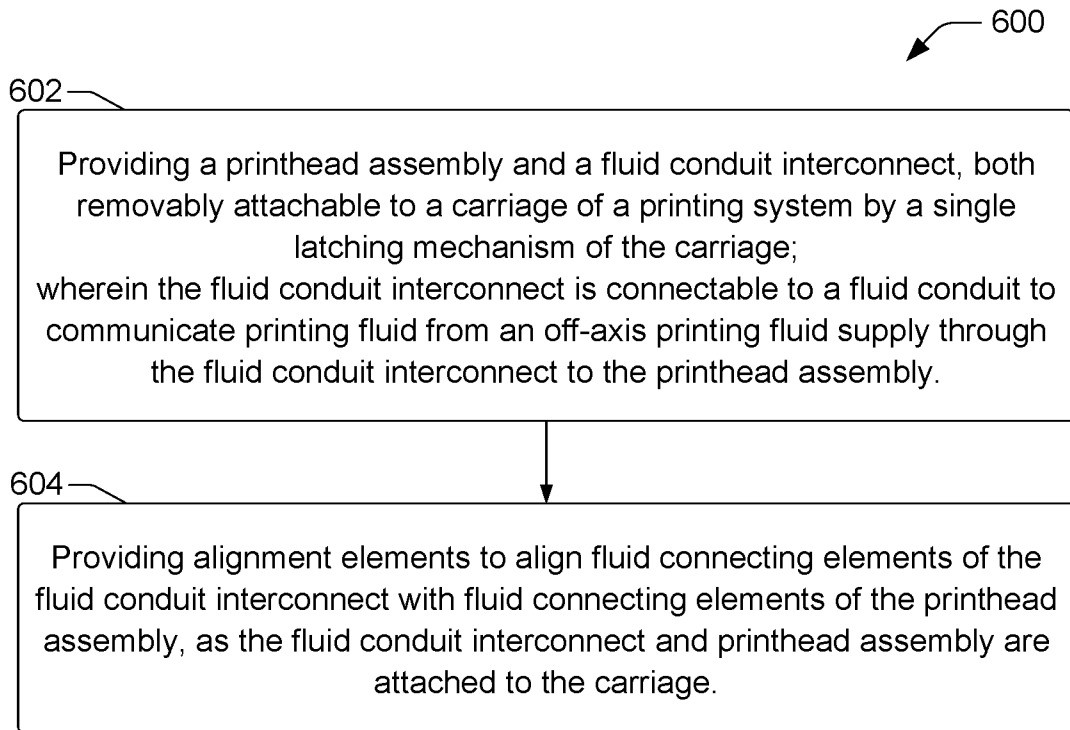 600
602
Providing a printhead assembly and a fluid conduit interconnect, both
removably attachable to a carriage of a printing system by a single
latching mechanism of the carriage;
wherein the fluid conduit interconnect is connectable to a fluid conduit to
communicate printing fluid from an off-axis printing fluid supply through
the fluid conduit interconnect to the printhead assembly.
604
Providing alignment elements to align fluid connecting elements of the
fluid conduit interconnect with fluid connecting elements of the printhead
assembly, as the fluid conduit interconnect and printhead assembly are
attached to the carriage.